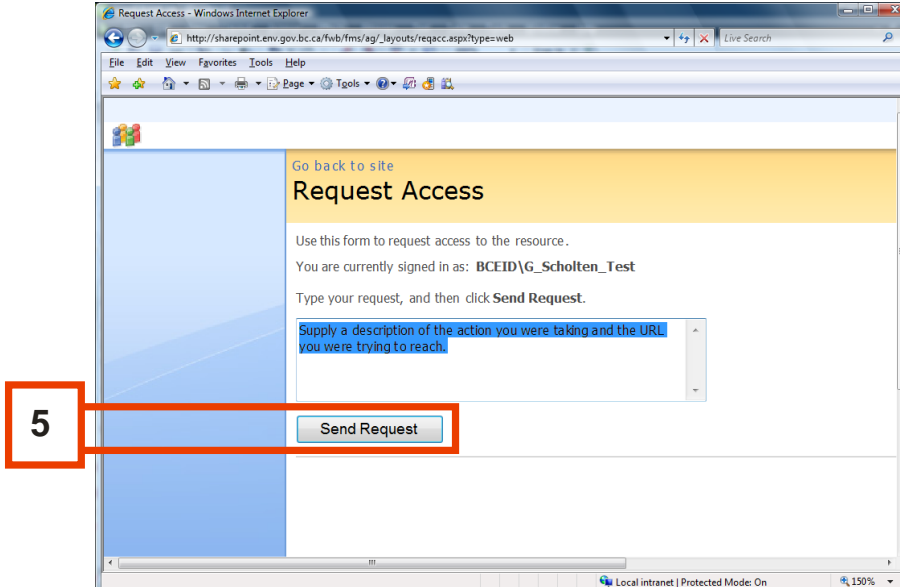 Request Access - Windows Internet Explorer
http://sharepoint.env.gov.bc.ca/fwb/fms/ag/_layouts/reqacc.aspx?type=web
Live Search
File Edit View Favorites Tools Help
Page Tools
Go back to site
Request Access
Use this form to request access to the resource.
You are currently signed in as: BCEID\G_Scholten_Test
Type your request, and then click Send Request.
Supply a description of the action you were taking and the URL
you were trying to reach.
5
Send Request
Local intranet | Protected Mode: On
150%